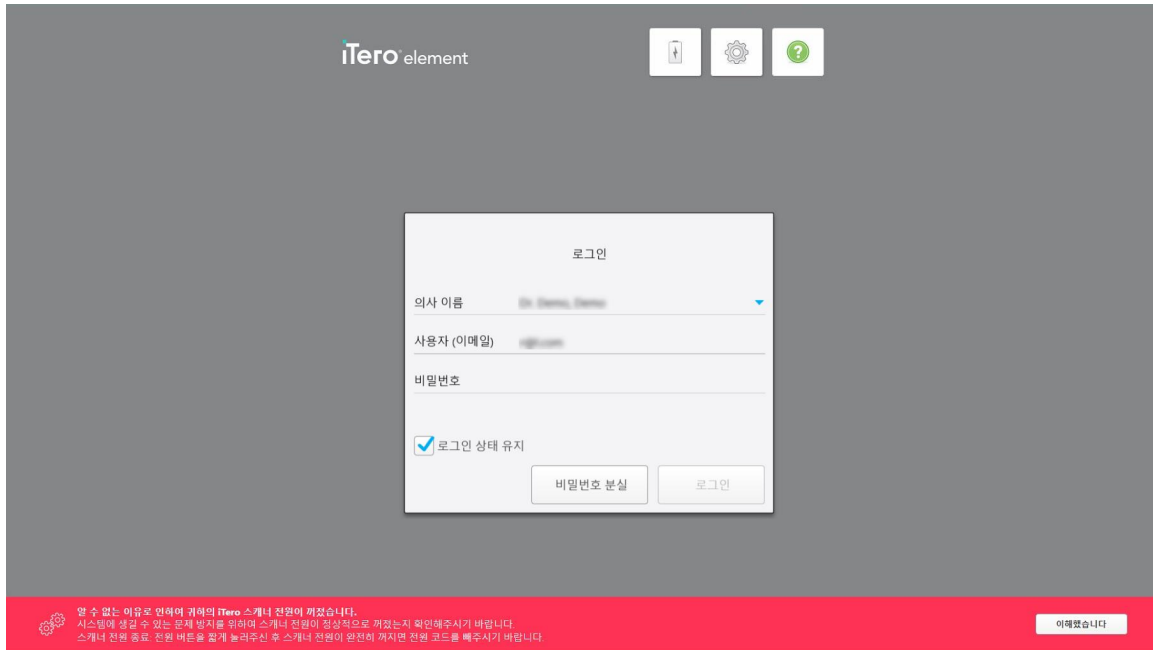 iTero element
로그인
의사 이름
사용자 (이메일)
비밀번호
로그인 상태 유지
비밀번호 분실
로그인
알 수 없는 이유로 인하여 귀하의 iTero 스캐너 전원이 꺼졌습니다.
시스템에 생길 수 있는 문제 방지를 위하여 스캐너 전원이 정상적으로 꺼졌는지 확인해주시기 바랍니다.
스캐너 전원 종료: 전원 버튼을 짧게 눌러주신 후 스캐너 전원이 완전히 꺼지면 전원 코드를 빼주시기 바랍니다.
이해했습니다